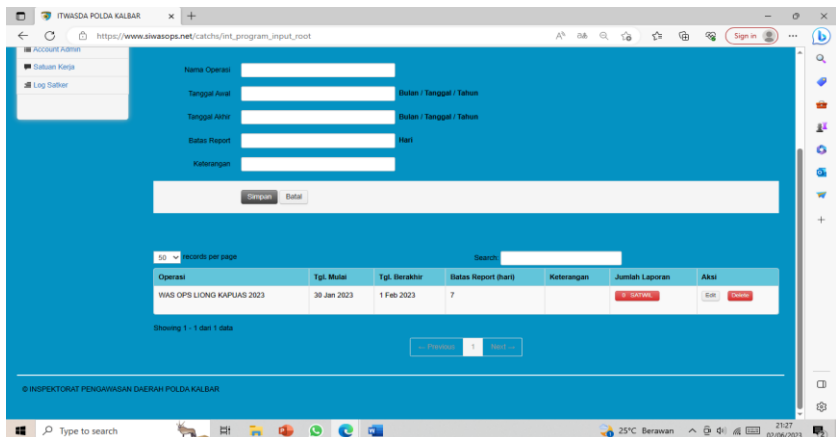 ITWASDA POLDA KALBAR
https://www.siwasops.net/catchs/int_program_input_root
Sign in
Account Admin
Satuan Kerja
Log Satker
Nama Operasi
Tanggal Awal
Bulan / Tanggal / Tahun
Tanggal Akhir
Bulan / Tanggal / Tahun
Batas Report
Hari
Keterangan
Simpan Batal
50 records per page Search:
Operasi Tgl. Mulai Tgl. Berakhir Batas Report (hari) Keterangan Jumlah Laporan Aksi
WAS OPS LIONG KAPUAS 2023 30 Jan 2023 1 Feb 2023 7 0 SATWIL Edit Delete
Showing 1 - 1 dari 1 data
← Previous 1 Next →
© INSPEKTORAT PENGAWASAN DAERAH POLDA KALBAR
Type to search 25°C Berawan 21:27
02/06/2023